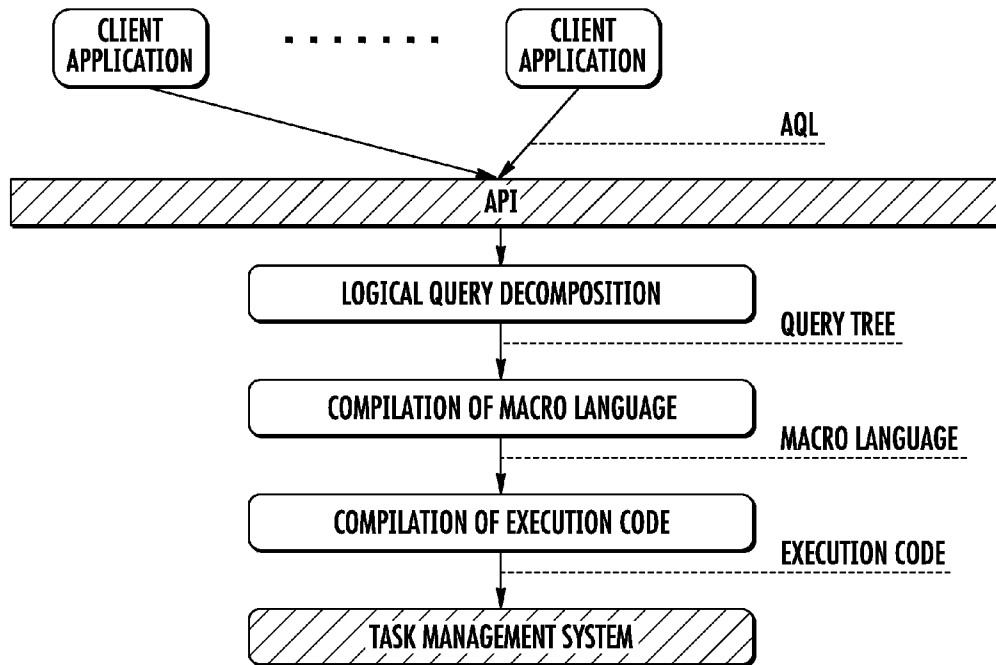 CLIENT
APPLICATION
CLIENT
APPLICATION
AQL
API
LOGICAL QUERY DECOMPOSITION
QUERY TREE
COMPILATION OF MACRO LANGUAGE
MACRO LANGUAGE
COMPILATION OF EXECUTION CODE
EXECUTION CODE
TASK MANAGEMENT SYSTEM